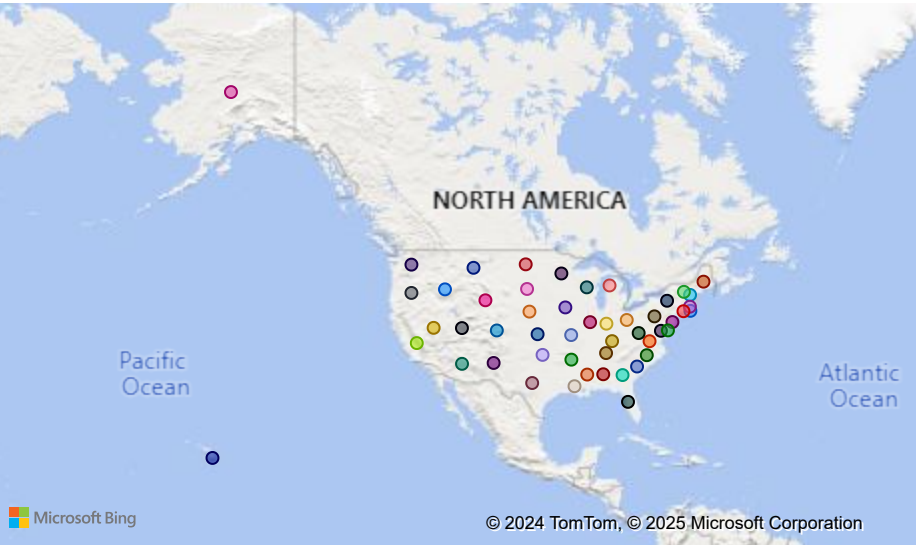 NORTH AMERICA
Pacific
Ocean
Atlantic
Ocean
Microsoft Bing
© 2024 TomTom, © 2025 Microsoft Corporation